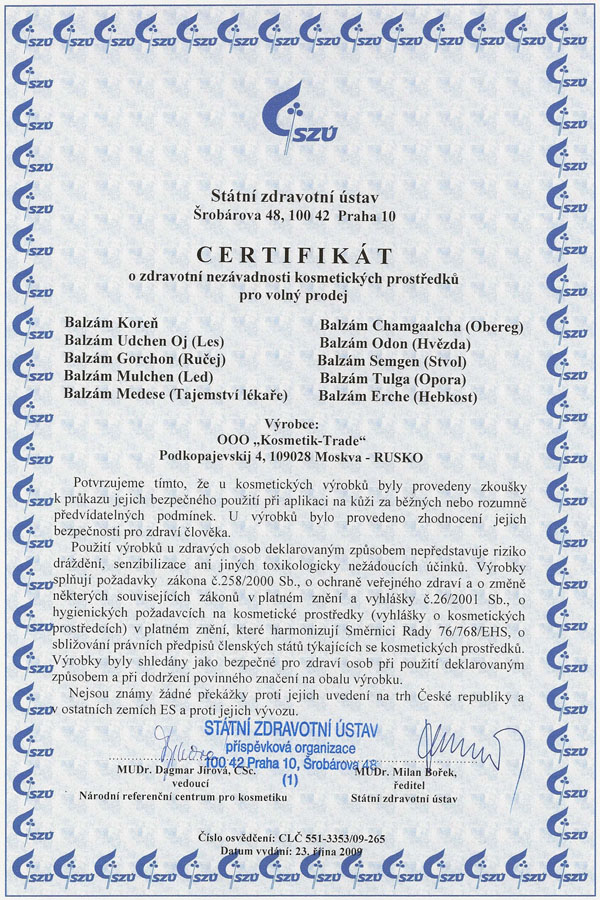 SZÚ
Státní zdravotní ústav
Šrobárova 48, 100 42 Praha 10
CERTIFIKÁT
o zdravotní nezávadnosti kosmetických prostředků
pro volný prodej
Balzám Koreň
Balzám Udchen Oj (Les)
Balzám Gorchon (Ručej)
Balzám Mulchen (Led)
Balzám Medese (Tajemství lékaře)
Balzám Chamgaalcha (Obereg)
Balzám Odon (Hvězda)
Balzám Semgen (Stvol)
Balzám Tulga (Opora)
Balzám Erche (Hebkost)
Výrobce:
OOO „Kosmetik-Trade“
Podkopajevskij 4, 109028 Moskva - RUSKO
Potvrzujeme tímto, že u kosmetických výrobků byly provedeny zkoušky
k průkazu jejich bezpečného použití při aplikaci na kůži za běžných nebo rozumně
předvídatelných podmínek. U výrobků bylo provedeno zhodnocení jejich
bezpečnosti pro zdraví člověka.
Použití výrobků u zdravých osob deklarovaným způsobem nepředstavuje riziko
dráždění, senzibilizace ani jiných toxikologicky nežádoucích účinků. Výrobky
splňují požadavky zákona č.258/2000 Sb., o ochraně veřejného zdraví a o změně
některých souvisejících zákonů v platném znění a vyhlášky č.26/2001 Sb., o
hygienických požadavcích na kosmetické prostředky (vyhlášky o kosmetických
prostředcích) v platném znění, které harmonizují Směrnici Rady 76/768/EHS, o
sbližování právních předpisů členských států týkajících se kosmetických prostředků.
Výrobky byly shledány jako bezpečné pro zdraví osob při použití deklarovaným
způsobem a při dodržení povinného značení na obalu výrobku.
Nejsou známy žádné překážky proti jejich uvedení na trh České republiky a
v ostatních zemích ES a proti jejich vývozu.
STÁTNÍ ZDRAVOTNÍ ÚSTAV
příspěvková organizace
100 42 Praha 10, Šrobárova 48
(1)
MUDr. Dagmar Jírová, CSc.
vedoucí
Národní referenční centrum pro kosmetiku
MUDr. Milan Bořek,
ředitel
Státní zdravotní ústav
Číslo osvědčení: CLČ 551-3353/09-265
Datum vydání: 23. října 2009